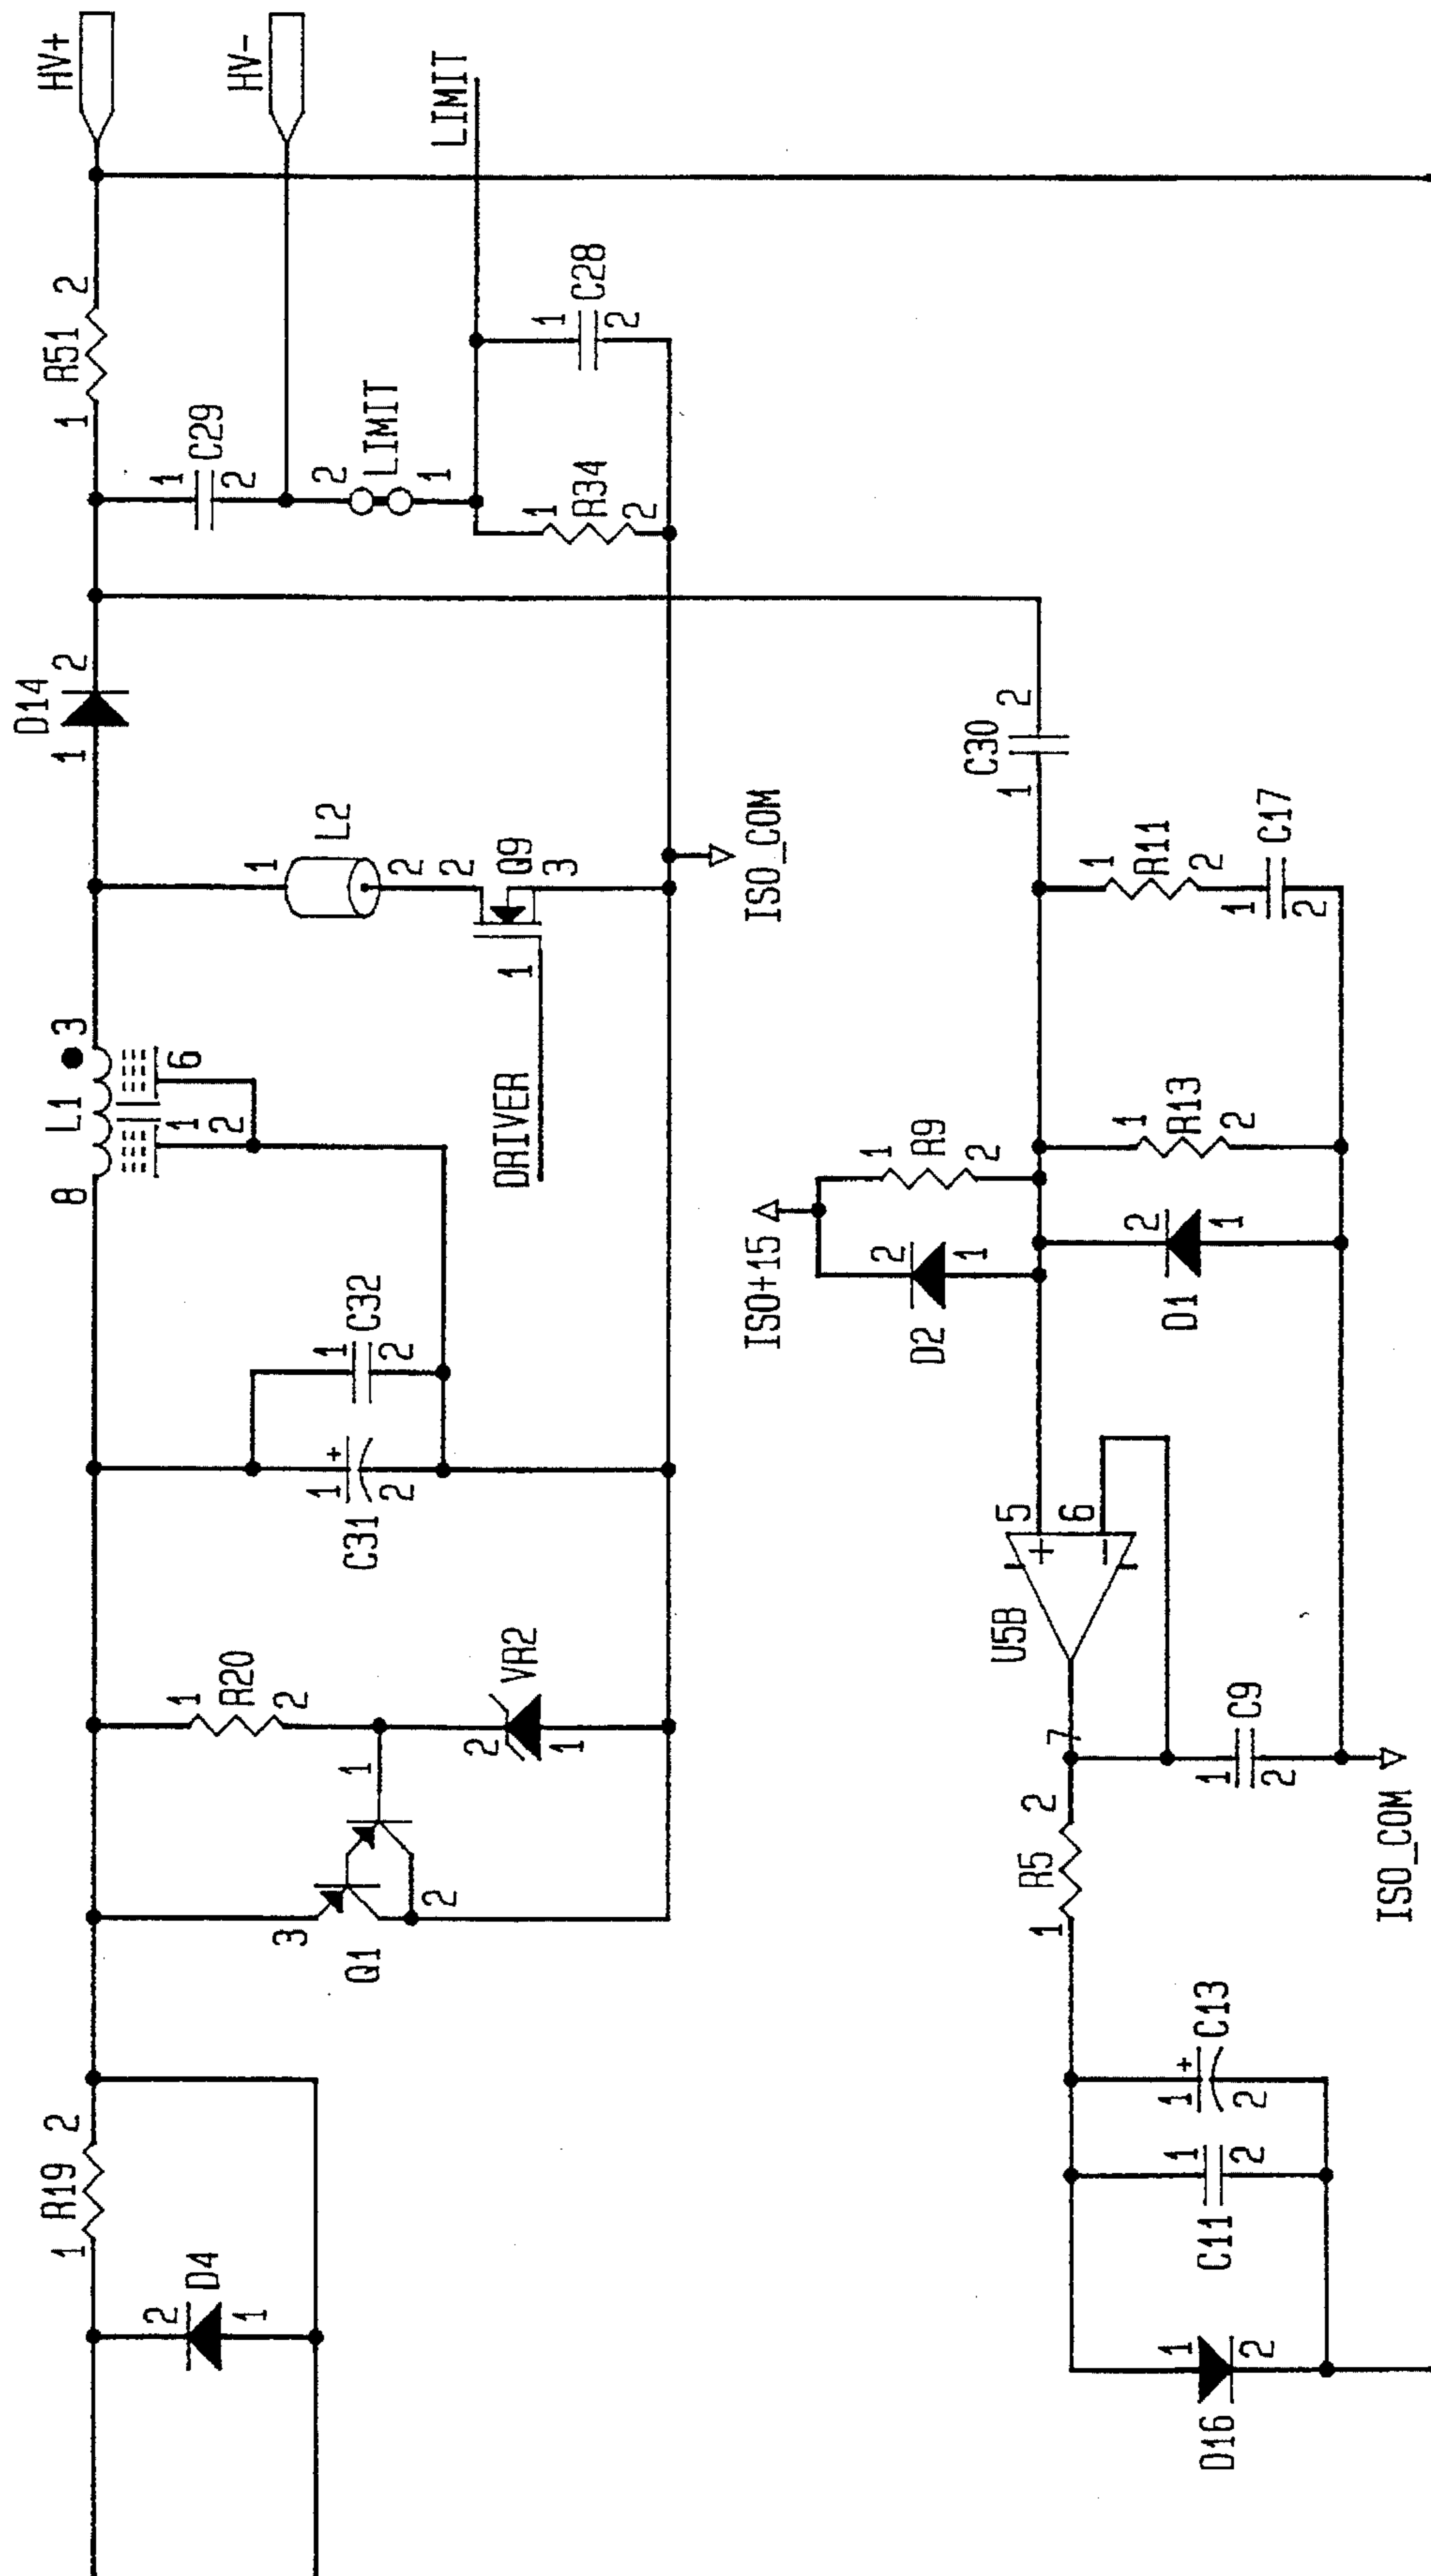 HV+
HV-
LIMIT
2
R51
1
1
C29
2
2
LIMIT
1
1
C28
2
1
R34
2
D14
2
1
1
L2
2
2
Q9
3
1
DRIVER
ISO_COM
L1
3
8
6
1
2
1
C32
2
1
+
2
C31
1
R20
2
VR2
2
1
1
3
2
Q1
2
R19
1
D4
2
1
C30
2
1
1
R11
2
1
C17
2
1
R13
2
1
R9
2
ISO+15
2
1
D2
2
1
D1
5
+
6
-
U5B
7
1
C9
2
ISO_COM
2
R5
1
C13
1
+
2
1
2
C11
1
2
D16